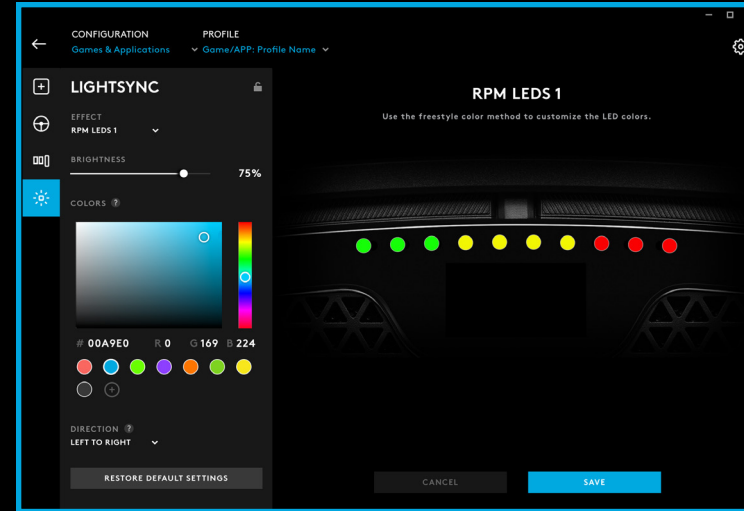 CONFIGURATION
Games & Applications
PROFILE
Game/APP: Profile Name
LIGHTSYNC
EFFECT
RPM LEDS 1
BRIGHTNESS
75%
COLORS ?
# 00A9E0 R 0 G 169 B 224
DIRECTION ?
LEFT TO RIGHT
RESTORE DEFAULT SETTINGS
RPM LEDS 1
Use the freestyle color method to customize the LED colors.
CANCEL
SAVE